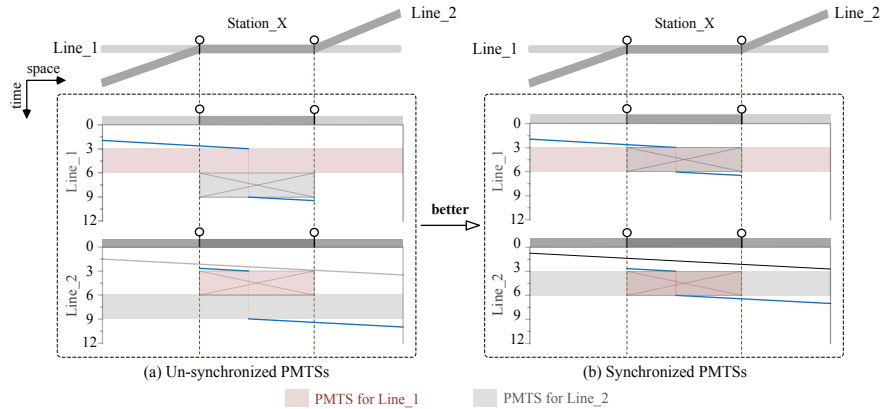 Station_X
Line_2
Line_1
space
time
0
3
6
9
12
Line_1
0
3
6
9
12
Line_2
(a) Un-synchronized PMTSs
better
Station_X
Line_2
Line_1
0
3
6
9
12
Line_1
0
3
6
9
12
Line_2
(b) Synchronized PMTSs
PMTS for Line_1
PMTS for Line_2